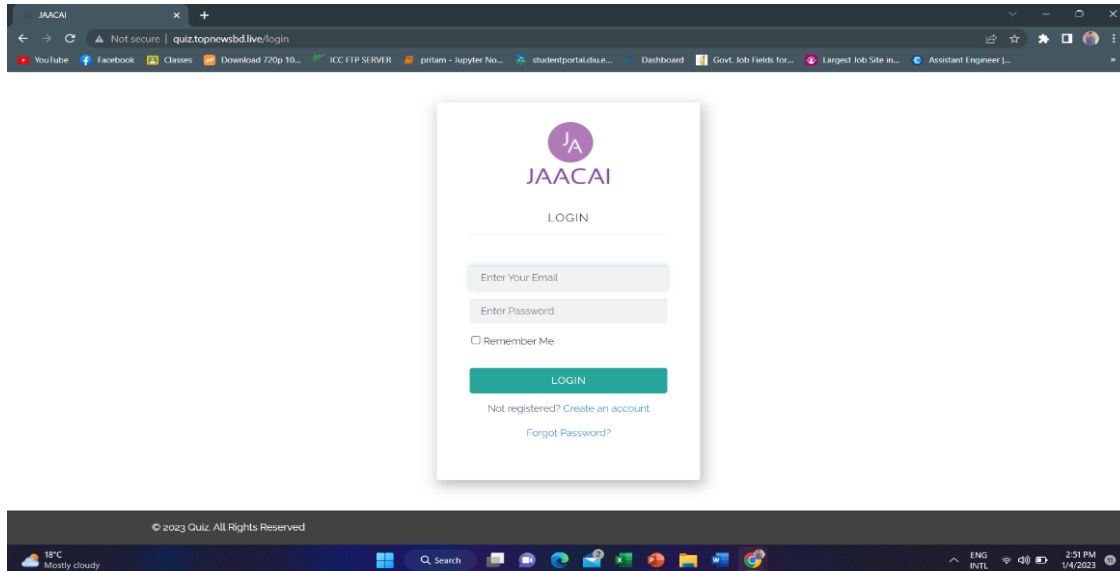 JAACAI
Not secure | quiz.topnewsbd.live/login
YouTube Facebook Classes Download 720p 10... ICC FTP SERVER pritam - Jupyter No... studentportal.diu.e... Dashboard Govt. Job Fields for... Largest Job Site in... Assistant Engineer |... »
JA
JAACAI
LOGIN
Enter Your Email
Enter Password
Remember Me
LOGIN
Not registered? Create an account
Forgot Password?
© 2023 Quiz. All Rights Reserved
18°C
Mostly cloudy
Search
ENG
INTL
2:51 PM
1/4/2023